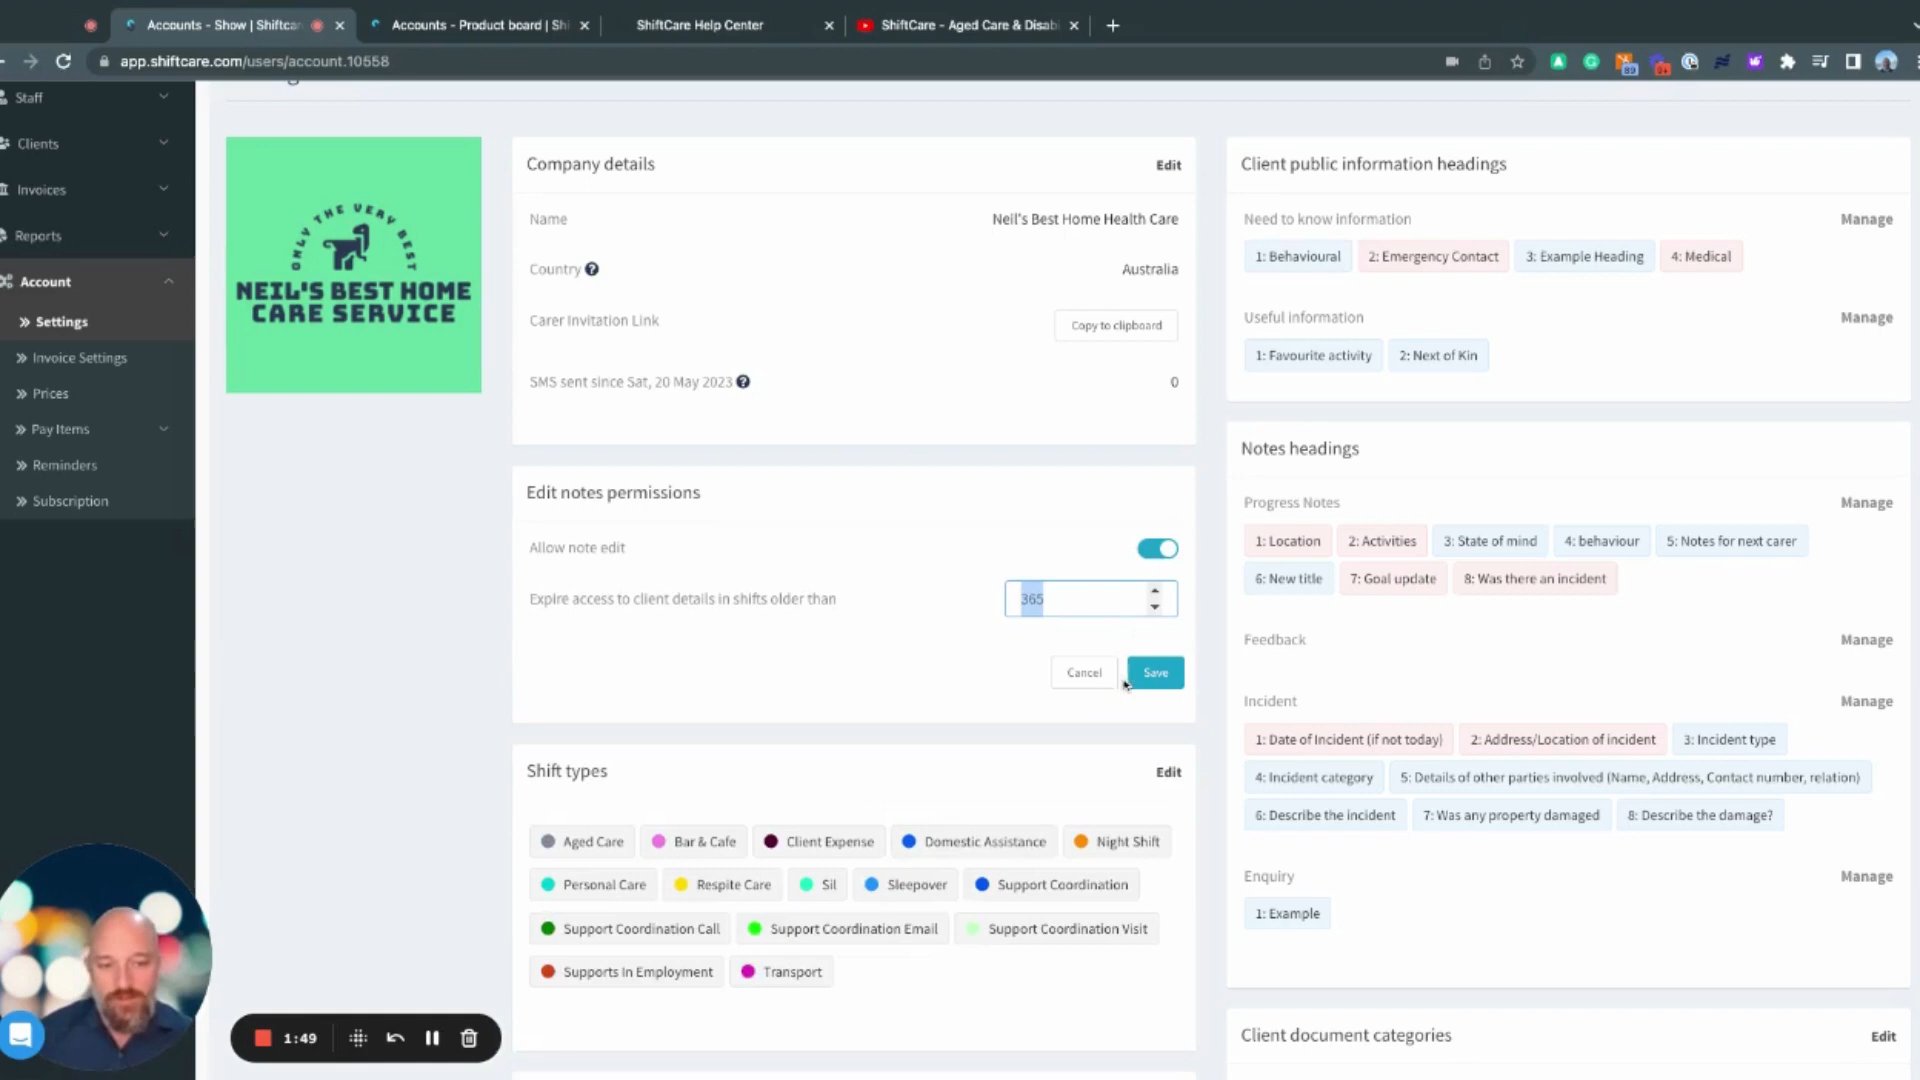 Accounts - Show | Shiftcar
Accounts - Product board | Shi
ShiftCare Help Center
ShiftCare - Aged Care & Disabi
app.shiftcare.com/users/account.10558
89
Staff
Clients
Invoices
Reports
Account
Settings
Invoice Settings
Prices
Pay Items
Reminders
Subscription
ONLY THE VERY BEST
NEIL'S BEST HOME
CARE SERVICE
Company details
Edit
Name
Neil's Best Home Health Care
Country
Australia
Carer Invitation Link
Copy to clipboard
SMS sent since Sat, 20 May 2023
0
Edit notes permissions
Allow note edit
Expire access to client details in shifts older than
365
Cancel
Save
Shift types
Edit
Aged Care
Bar & Cafe
Client Expense
Domestic Assistance
Night Shift
Personal Care
Respite Care
Sil
Sleepover
Support Coordination
Support Coordination Call
Support Coordination Email
Support Coordination Visit
Supports In Employment
Transport
Client public information headings
Need to know information
Manage
1: Behavioural
2: Emergency Contact
3: Example Heading
4: Medical
Useful information
Manage
1: Favourite activity
2: Next of Kin
Notes headings
Progress Notes
Manage
1: Location
2: Activities
3: State of mind
4: behaviour
5: Notes for next carer
6: New title
7: Goal update
8: Was there an incident
Feedback
Manage
Incident
Manage
1: Date of Incident (if not today)
2: Address/Location of incident
3: Incident type
4: Incident category
5: Details of other parties involved (Name, Address, Contact number, relation)
6: Describe the incident
7: Was any property damaged
8: Describe the damage?
Enquiry
Manage
1: Example
Client document categories
Edit
1:49